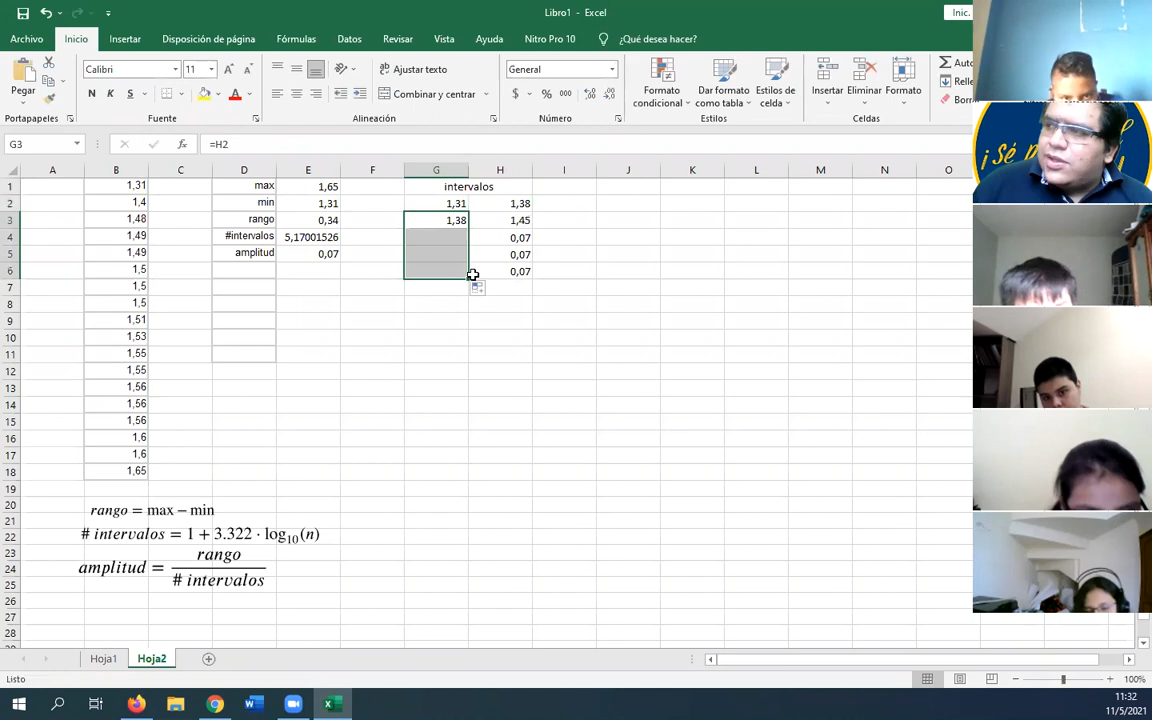 Libro1 - Excel
Inic.
Archivo Inicio Insertar Disposición de página Fórmulas Datos Revisar Vista Ayuda Nitro Pro 10 ¿Qué desea hacer?
Pegar
Calibri 11
Ajustar texto
General
Formato condicional
Dar formato como tabla
Estilos de celda
Insertar Eliminar Formato
Auto
Relle
Borr
N K S
Combinar y centrar
$ % 000
Portapapeles Fuente Alineación Número Estilos Celdas
G3 fx =H2
A B C D E F G H I J K L M N O
1 1,31 max 1,65 intervalos
2 1,4 min 1,31 1,31 1,38
3 1,48 rango 0,34 1,38 1,45
4 1,49 #intervalos 5,17001526 0,07
5 1,49 amplitud 0,07 0,07
6 1,5 0,07
7 1,5
8 1,5
9 1,51
10 1,53
11 1,55
12 1,55
13 1,56
14 1,56
15 1,56
16 1,6
17 1,6
18 1,65
19
20
21
22
23
24
25
26
27
28
rango = max − min
# intervalos = 1 + 3.322 · log₁₀(n)
amplitud = rango
# intervalos
Hoja1 Hoja2
Listo
100%
11:32
11/5/2021
¡Sé p